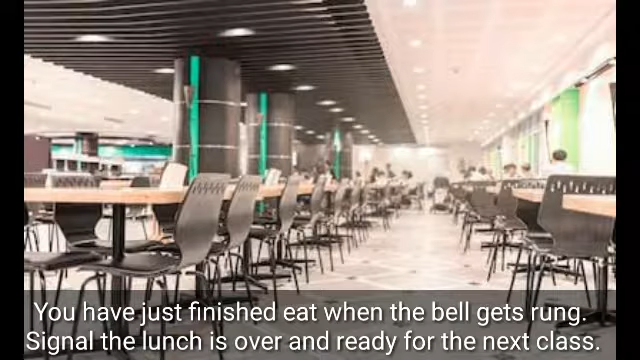 You have just finished eat when the bell gets rung.
Signal the lunch is over and ready for the next class.